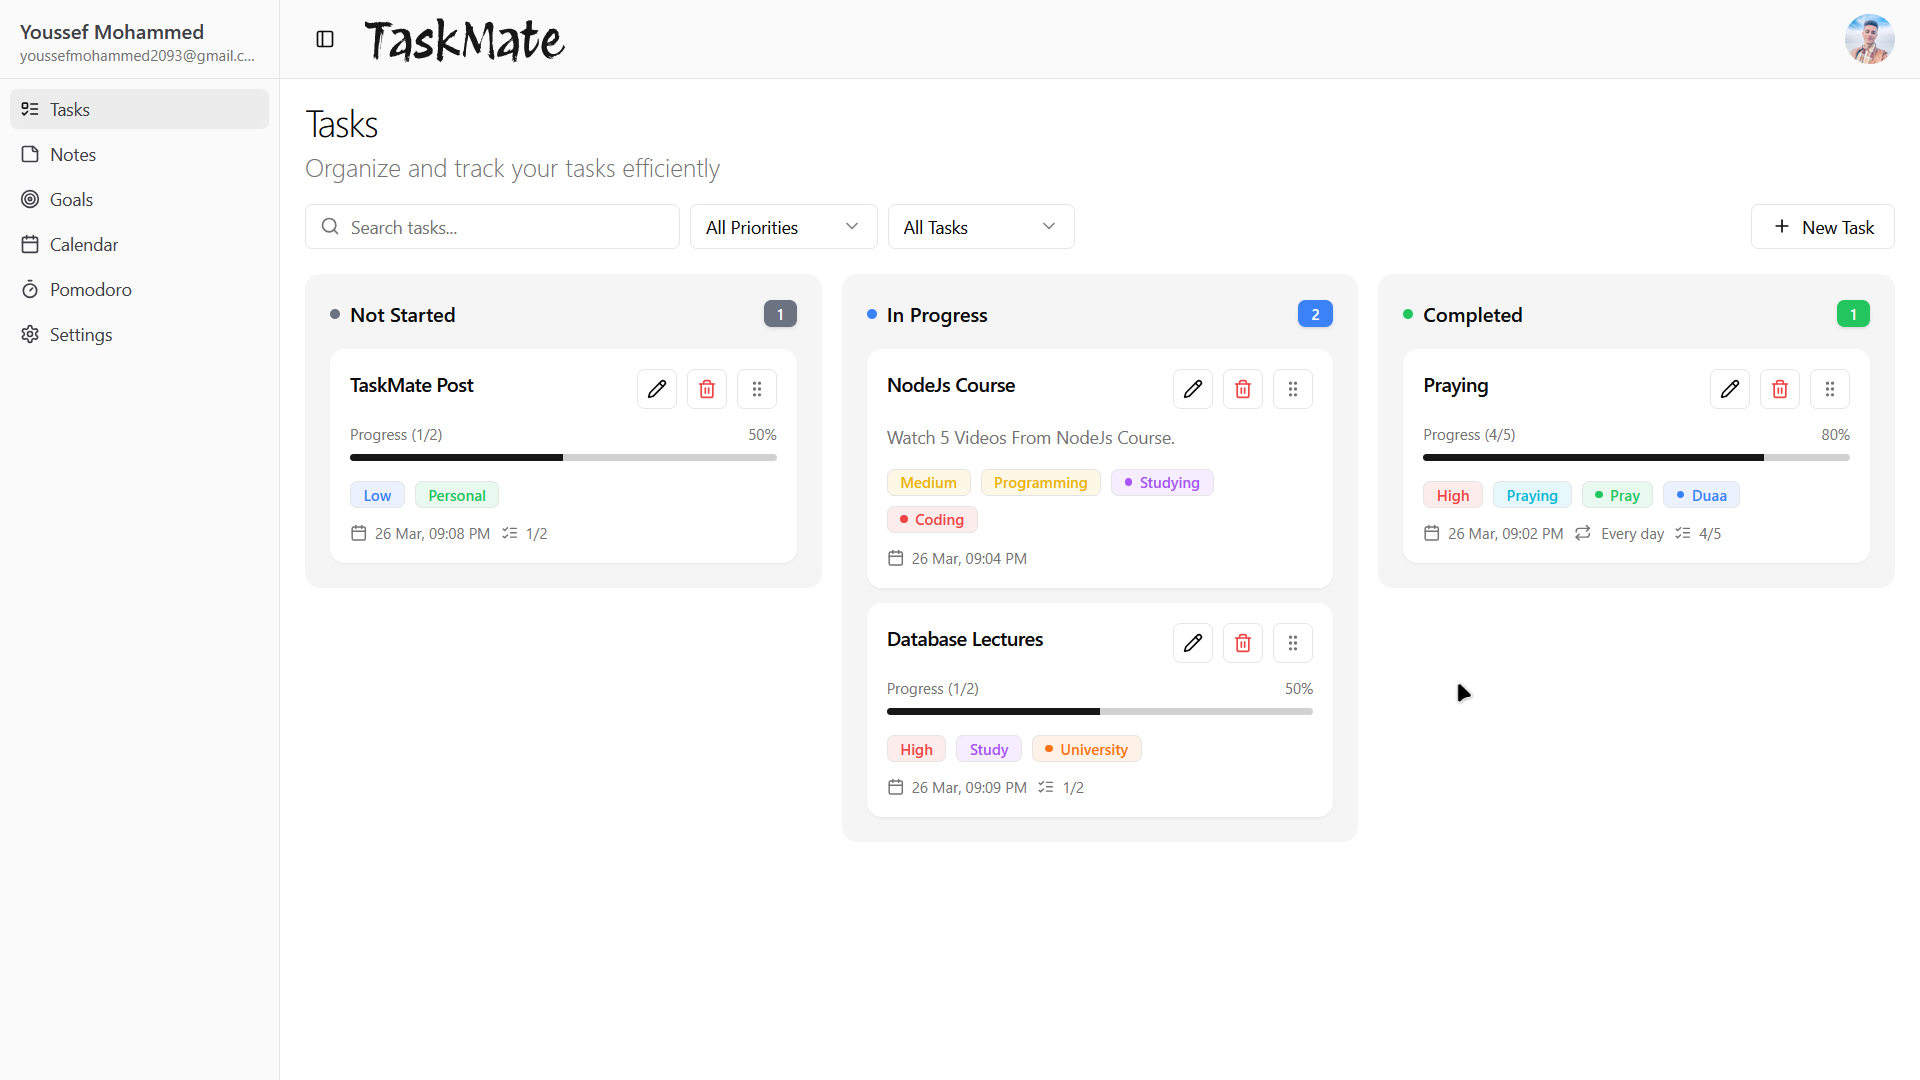 Youssef Mohammed
youssefmohammed2093@gmail.c...
TaskMate
Tasks
Notes
Goals
Calendar
Pomodoro
Settings
Tasks
Organize and track your tasks efficiently
Search tasks...
All Priorities
All Tasks
New Task
Not Started
1
TaskMate Post
Progress (1/2)
50%
Low
Personal
26 Mar, 09:08 PM
1/2
In Progress
2
NodeJs Course
Watch 5 Videos From NodeJs Course.
Medium
Programming
Studying
Coding
26 Mar, 09:04 PM
Database Lectures
Progress (1/2)
50%
High
Study
University
26 Mar, 09:09 PM
1/2
Completed
1
Praying
Progress (4/5)
80%
High
Praying
Pray
Duaa
26 Mar, 09:02 PM
Every day
4/5